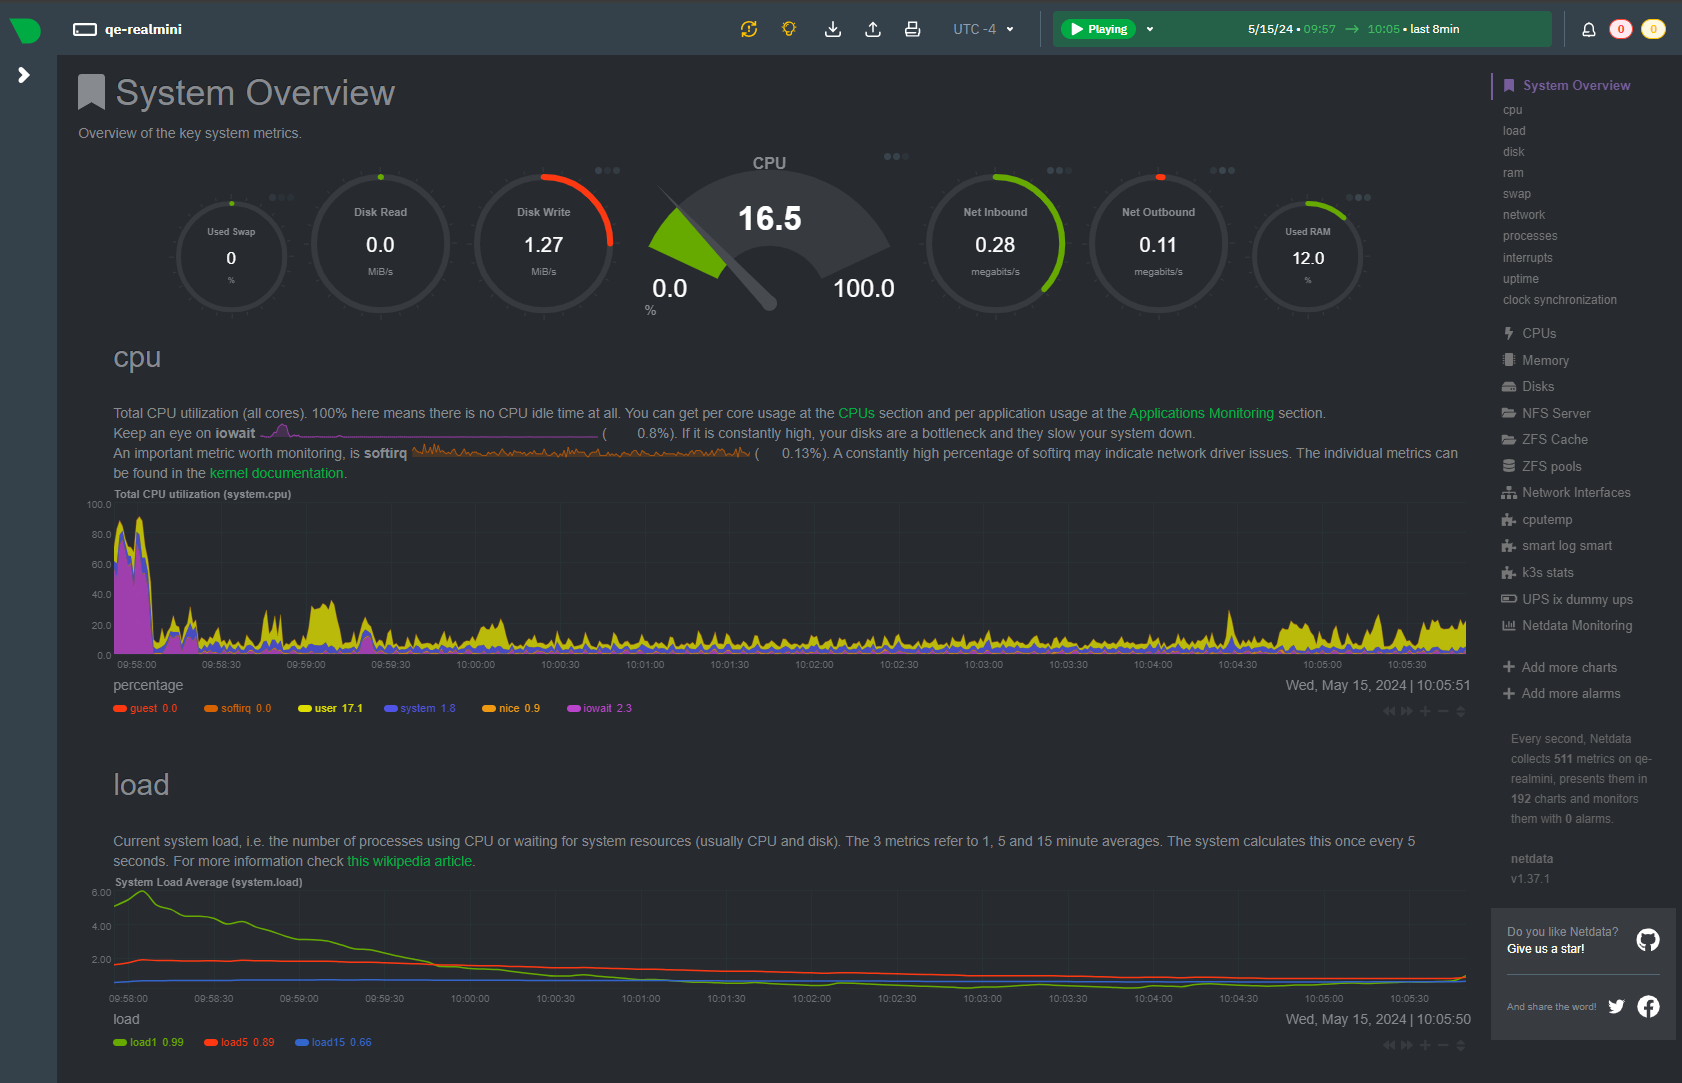 qe-realmini
UTC -4
Playing
5/15/24 • 09:57 → 10:05 • last 8min
0
0
System Overview
Overview of the key system metrics.
Used Swap
0
%
Disk Read
0.0
MiB/s
Disk Write
1.27
MiB/s
CPU
16.5
0.0
100.0
%
Net Inbound
0.28
megabits/s
Net Outbound
0.11
megabits/s
Used RAM
12.0
%
cpu
Total CPU utilization (all cores). 100% here means there is no CPU idle time at all. You can get per core usage at the CPUs section and per application usage at the Applications Monitoring section.
Keep an eye on iowait ( 0.8%). If it is constantly high, your disks are a bottleneck and they slow your system down.
An important metric worth monitoring, is softirq ( 0.13%). A constantly high percentage of softirq may indicate network driver issues. The individual metrics can
be found in the kernel documentation.
Total CPU utilization (system.cpu)
100.0
80.0
60.0
40.0
20.0
0.0
09:58:00 09:58:30 09:59:00 09:59:30 10:00:00 10:00:30 10:01:00 10:01:30 10:02:00 10:02:30 10:03:00 10:03:30 10:04:00 10:04:30 10:05:00 10:05:30
percentage
Wed, May 15, 2024 | 10:05:51
guest 0.0 softirq 0.0 user 17.1 system 1.8 nice 0.9 iowait 2.3
load
Current system load, i.e. the number of processes using CPU or waiting for system resources (usually CPU and disk). The 3 metrics refer to 1, 5 and 15 minute averages. The system calculates this once every 5
seconds. For more information check this wikipedia article.
System Load Average (system.load)
6.00
4.00
2.00
09:58:00 09:58:30 09:59:00 09:59:30 10:00:00 10:00:30 10:01:00 10:01:30 10:02:00 10:02:30 10:03:00 10:03:30 10:04:00 10:04:30 10:05:00 10:05:30
load
Wed, May 15, 2024 | 10:05:50
load1 0.99 load5 0.89 load15 0.66
System Overview
cpu
load
disk
ram
swap
network
processes
interrupts
uptime
clock synchronization
CPUs
Memory
Disks
NFS Server
ZFS Cache
ZFS pools
Network Interfaces
cputemp
smart log smart
k3s stats
UPS ix dummy ups
Netdata Monitoring
Add more charts
Add more alarms
Every second, Netdata
collects 511 metrics on qe-
realmini, presents them in
192 charts and monitors
them with 0 alarms.
netdata
v1.37.1
Do you like Netdata?
Give us a star!
And share the word!